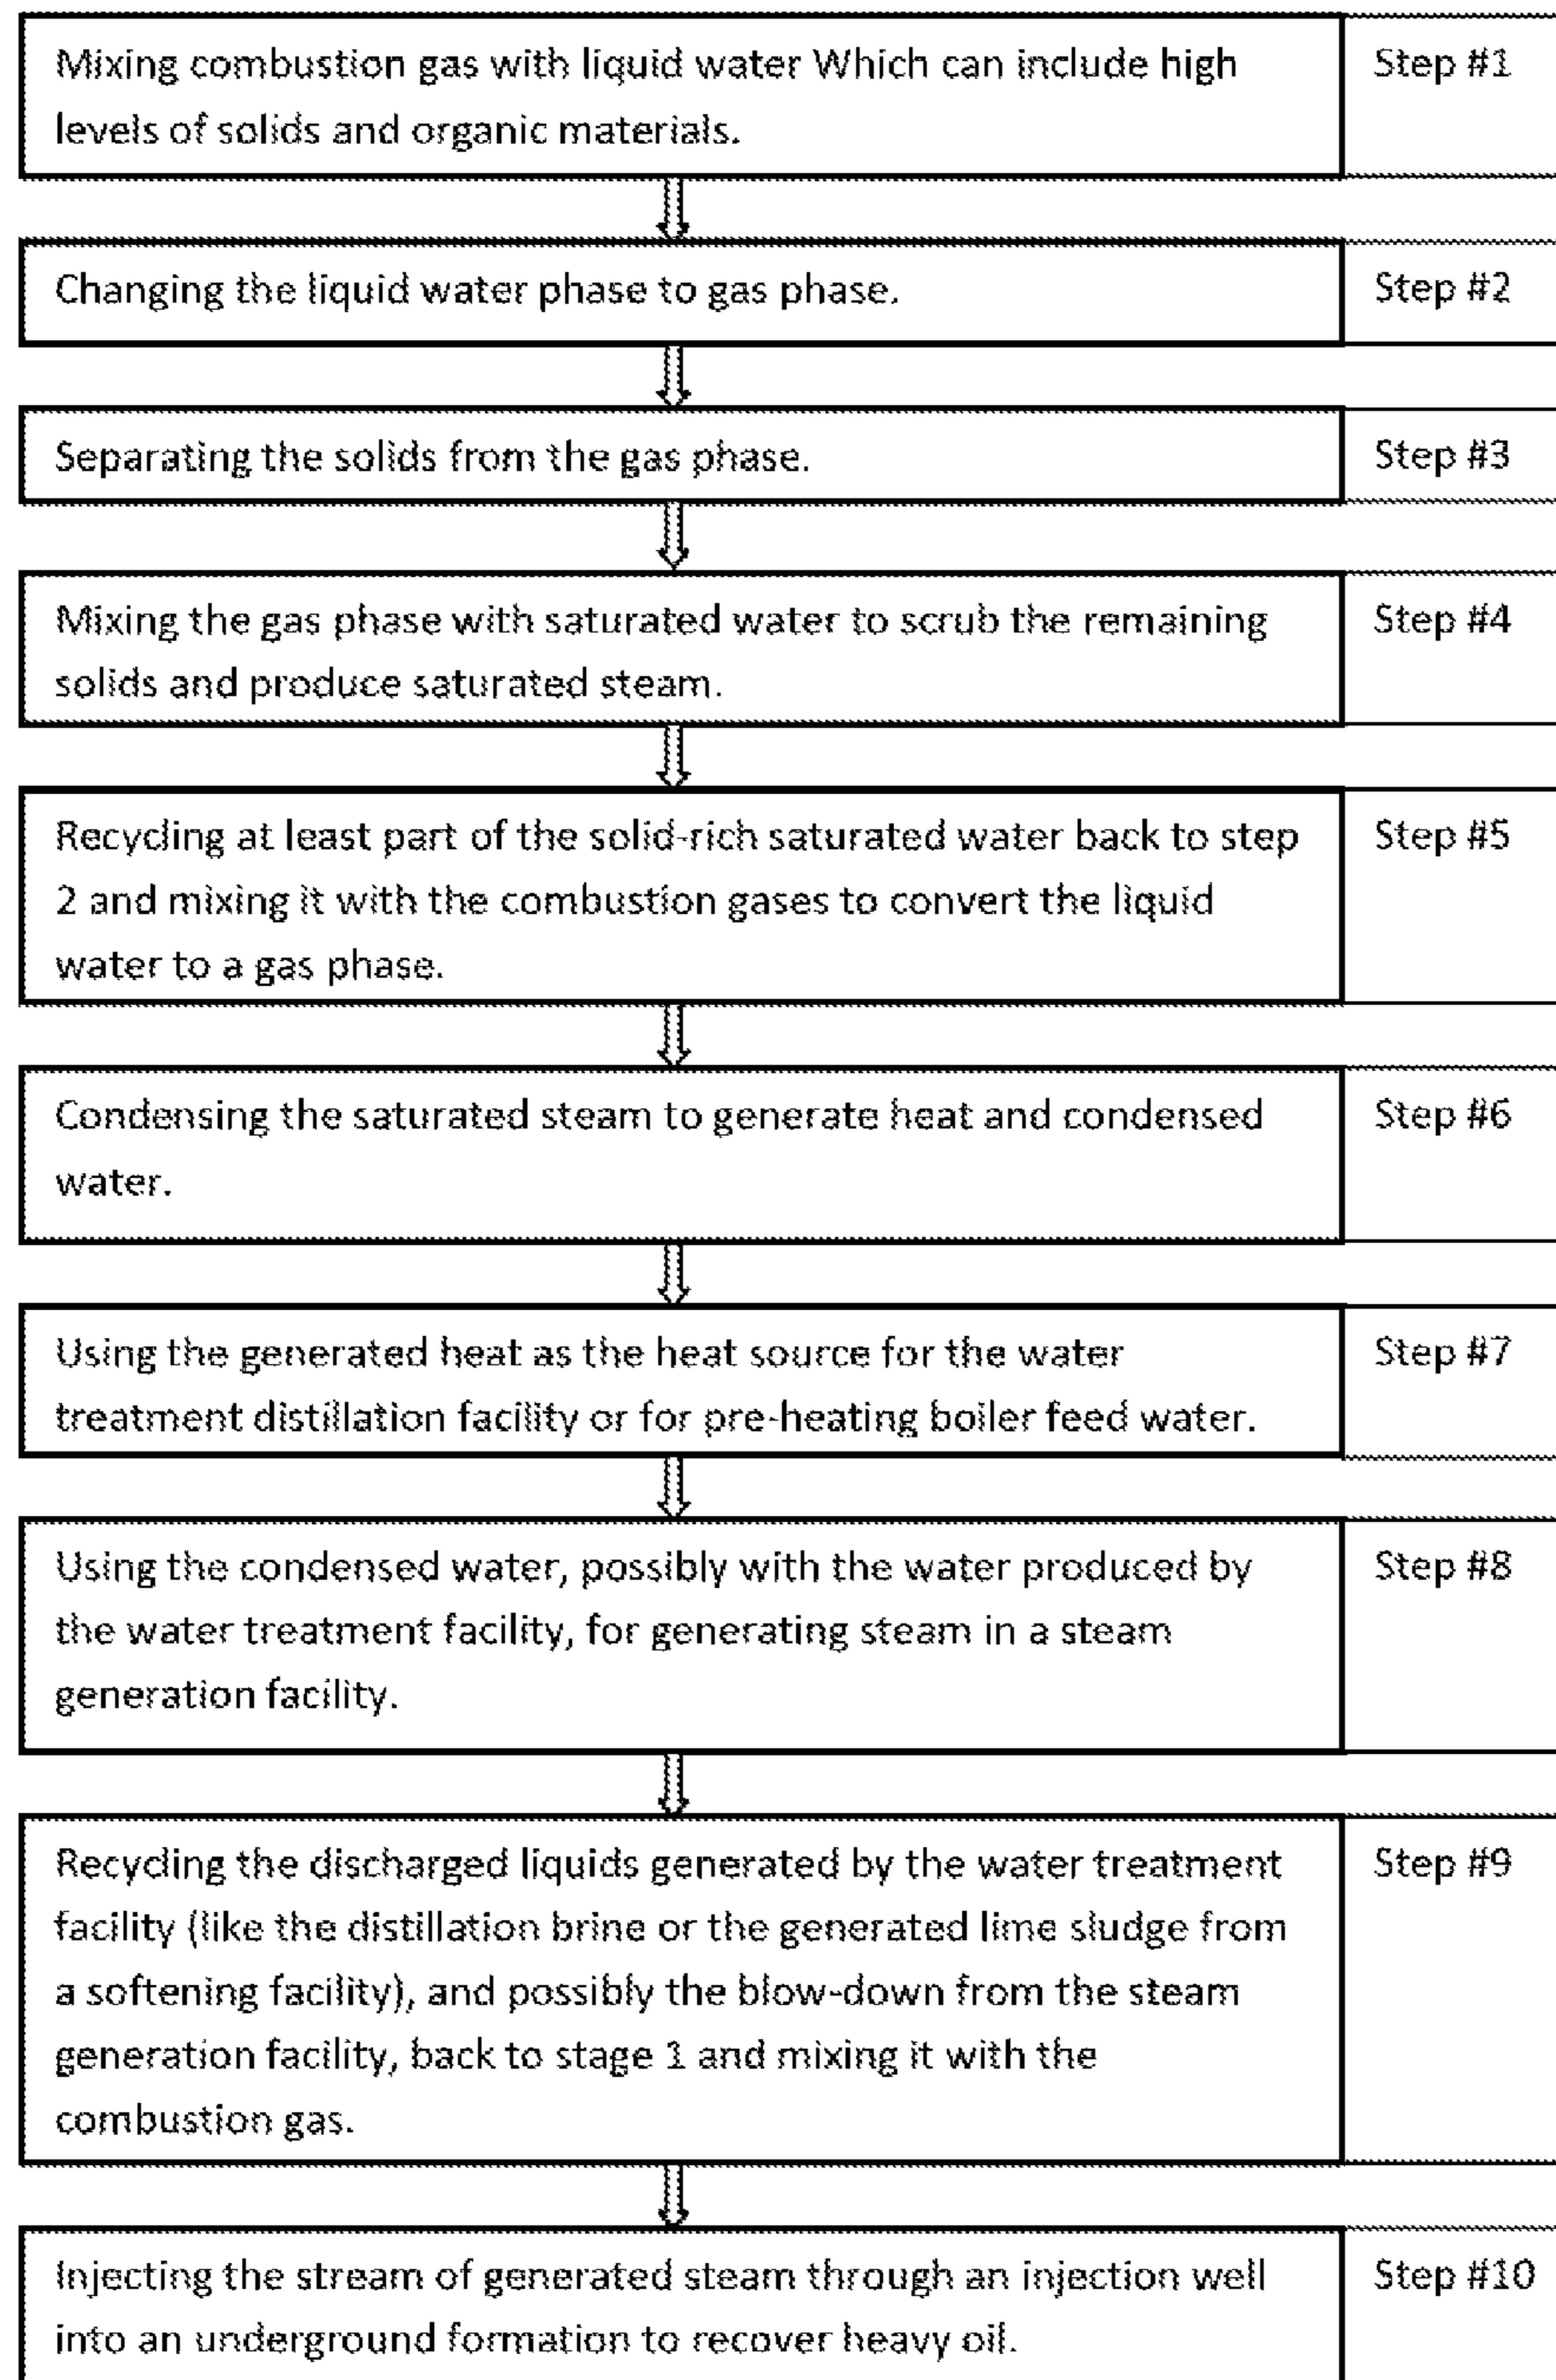 Mixing combustion gas with liquid water Which can include high
levels of solids and organic materials.
Step #1
Changing the liquid water phase to gas phase.
Step #2
Separating the solids from the gas phase.
Step #3
Mixing the gas phase with saturated water to scrub the remaining
solids and produce saturated steam.
Step #4
Recycling at least part of the solid-rich saturated water back to step
2 and mixing it with the combustion gases to convert the liquid
water to a gas phase.
Step #5
Condensing the saturated steam to generate heat and condensed
water.
Step #6
Using the generated heat as the heat source for the water
treatment distillation facility or for pre-heating boiler feed water.
Step #7
Using the condensed water, possibly with the water produced by
the water treatment facility, for generating steam in a steam
generation facility.
Step #8
Recycling the discharged liquids generated by the water treatment
facility (like the distillation brine or the generated lime sludge from
a softening facility), and possibly the blow-down from the steam
generation facility, back to stage 1 and mixing it with the
combustion gas.
Step #9
Injecting the stream of generated steam through an injection well
into an underground formation to recover heavy oil.
Step #10